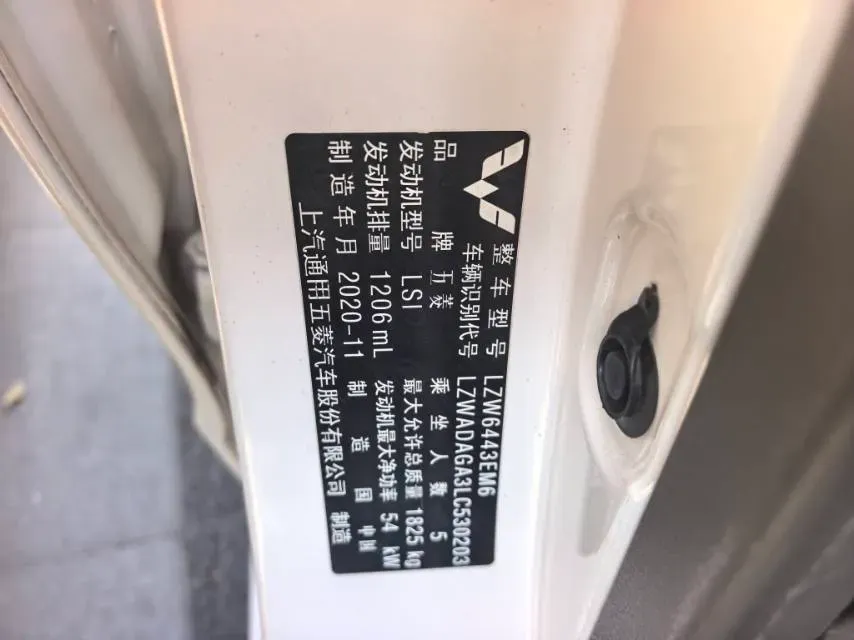 整车型号 LZW6443EM6
车辆识别代号 LZWADAGA3LC530203
品牌 五菱 乘坐人数 5
发动机型号 LSI 最大允许总质量 1825 kg
发动机排量 1206 mL 发动机最大净功率 54 kW
制造年月 2020-11 制造国 中国
上汽通用五菱汽车股份有限公司 制造